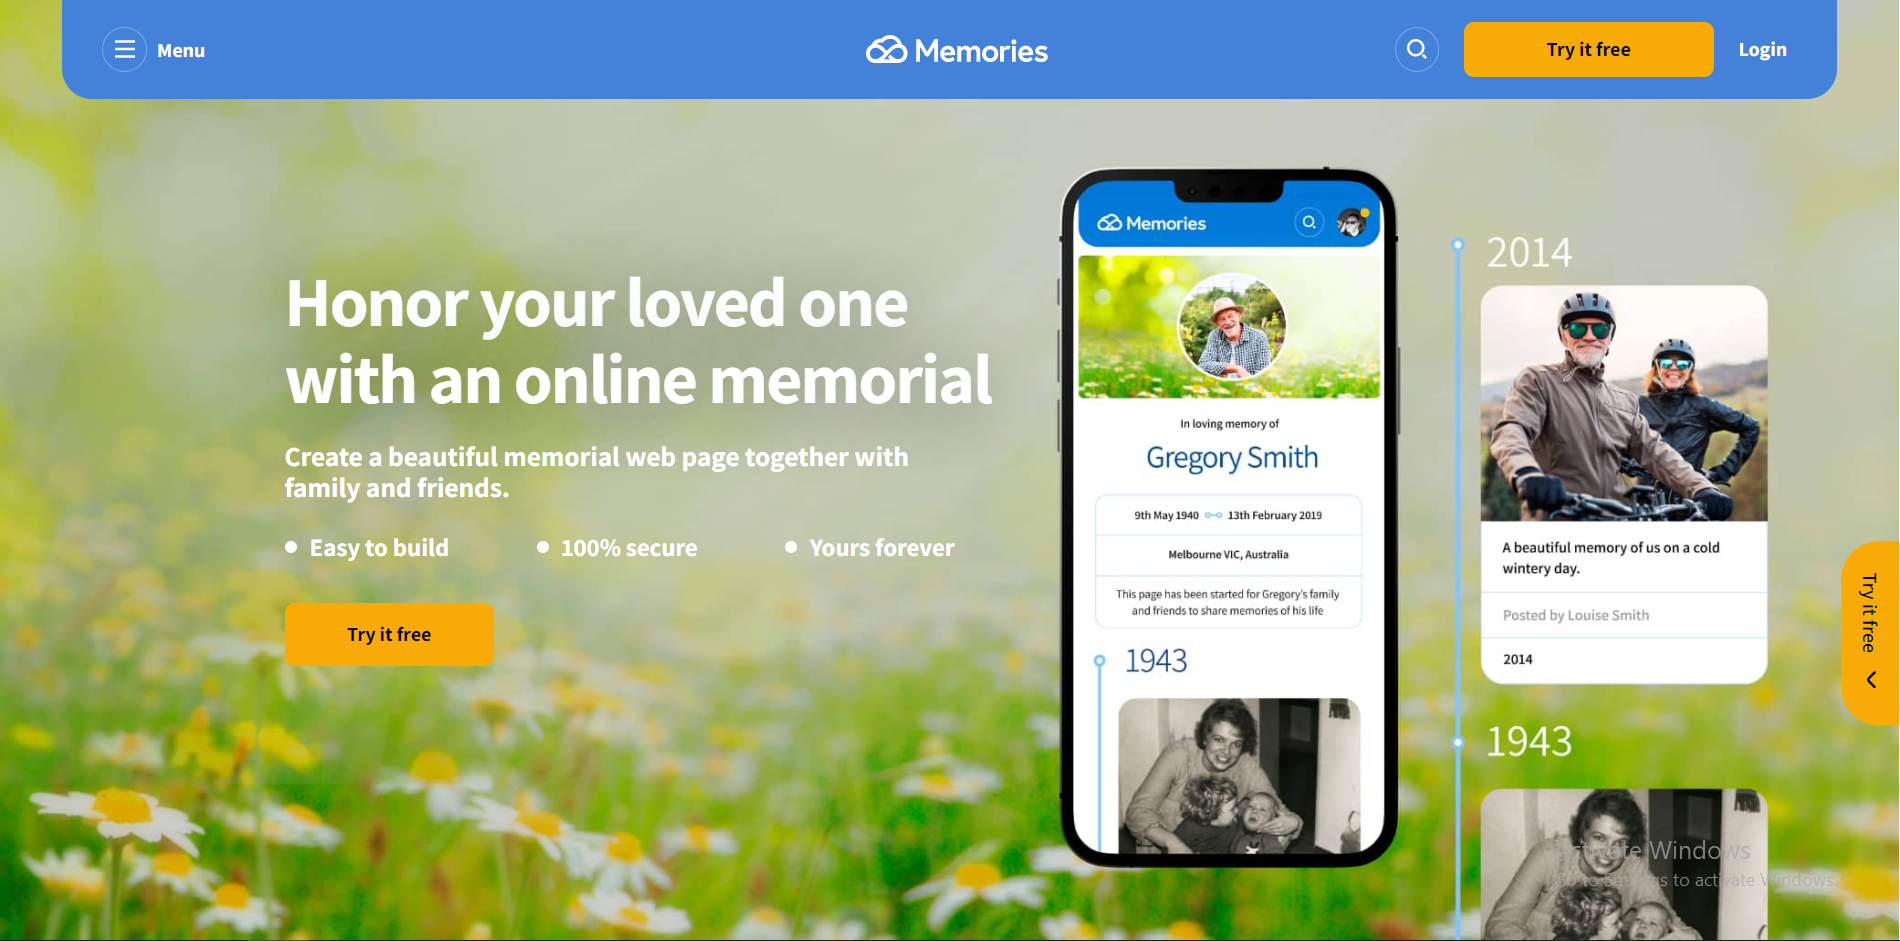 Menu
Memories
Try it free
Login
Honor your loved one
with an online memorial
Create a beautiful memorial web page together with
family and friends.
Easy to build
100% secure
Yours forever
Try it free
Memories
In loving memory of
Gregory Smith
9th May 1940
13th February 2019
Melbourne VIC, Australia
This page has been started for Gregory's family
and friends to share memories of his life
1943
2014
A beautiful memory of us on a cold
wintery day.
Posted by Louise Smith
2014
1943
Try it free
Activate Windows
Go to Settings to activate Windows.